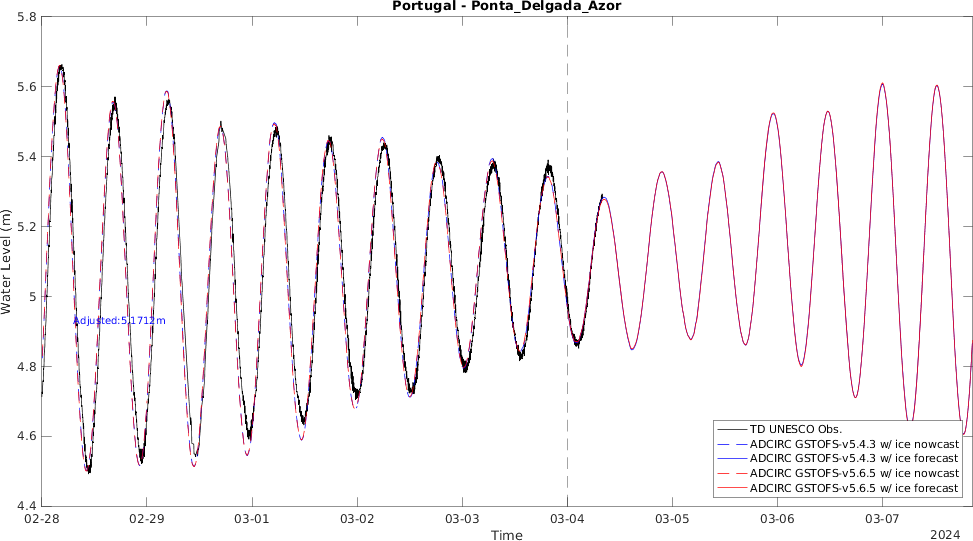 Portugal - Ponta_Delgada_Azor
5.8
5.6
5.4
5.2
5
4.8
4.6
4.4
Water Level (m)
Adjusted:5.1712m
TD UNESCO Obs.
ADCIRC GSTOFS-v5.4.3 w/ ice nowcast
ADCIRC GSTOFS-v5.4.3 w/ ice forecast
ADCIRC GSTOFS-v5.6.5 w/ ice nowcast
ADCIRC GSTOFS-v5.6.5 w/ ice forecast
02-28 02-29 03-01 03-02 03-03 03-04 03-05 03-06 03-07
Time
2024